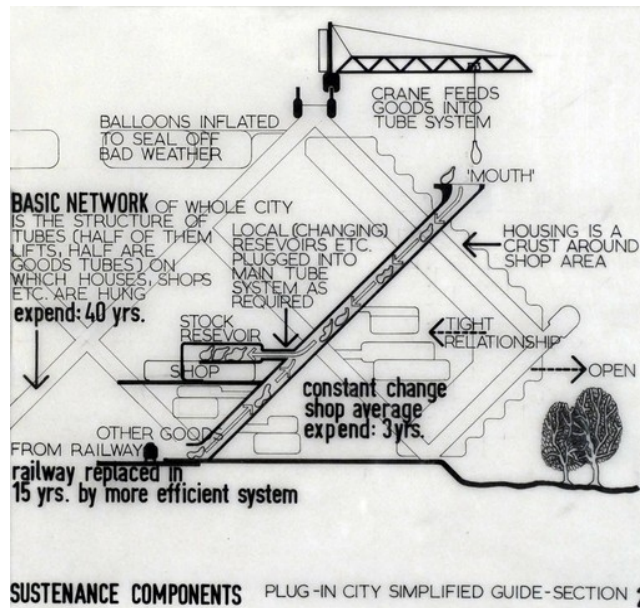 CRANE FEEDS
GOODS INTO
TUBE SYSTEM
BALLOONS INFLATED
TO SEAL OFF
BAD WEATHER
'MOUTH'
BASIC NETWORK OF WHOLE CITY
IS THE STRUCTURE OF
TUBES (HALF OF THEM
LIFTS, HALF ARE
GOODS TUBES) ON
WHICH HOUSES, SHOPS
ETC. ARE HUNG
expend: 40 yrs.
LOCAL (CHANGING)
RESEVOIRS ETC.
PLUGGED INTO
MAIN TUBE
SYSTEM AS
REQUIRED
HOUSING IS A
CRUST AROUND
SHOP AREA
STOCK
RESEVOIR
SHOP
TIGHT
RELATIONSHIP
OPEN
constant change
shop average
expend: 3yrs.
OTHER GOODS
FROM RAILWAY
railway replaced in
15 yrs. by more efficient system
SUSTENANCE COMPONENTS PLUG-IN CITY SIMPLIFIED GUIDE-SECTION